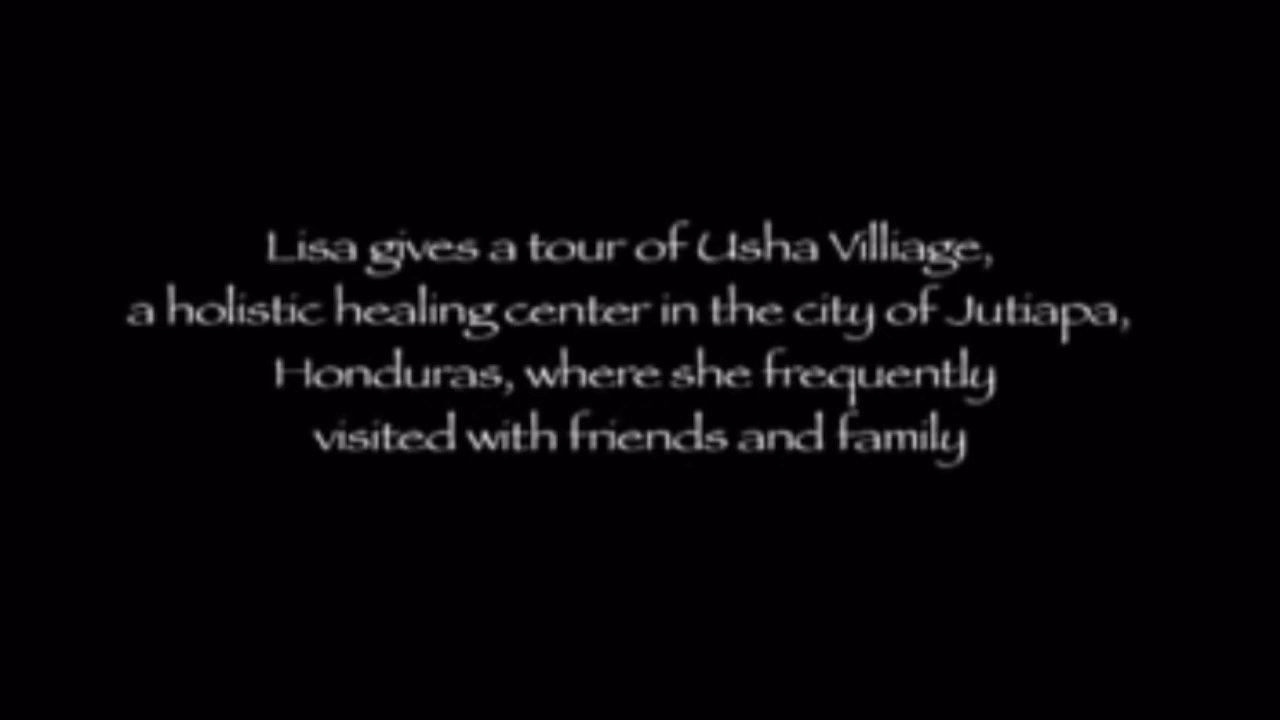 Lisa gives a tour of Usha Villiage,
a holistic healing center in the city of Jutiapa,
Honduras, where she frequently
visited with friends and family